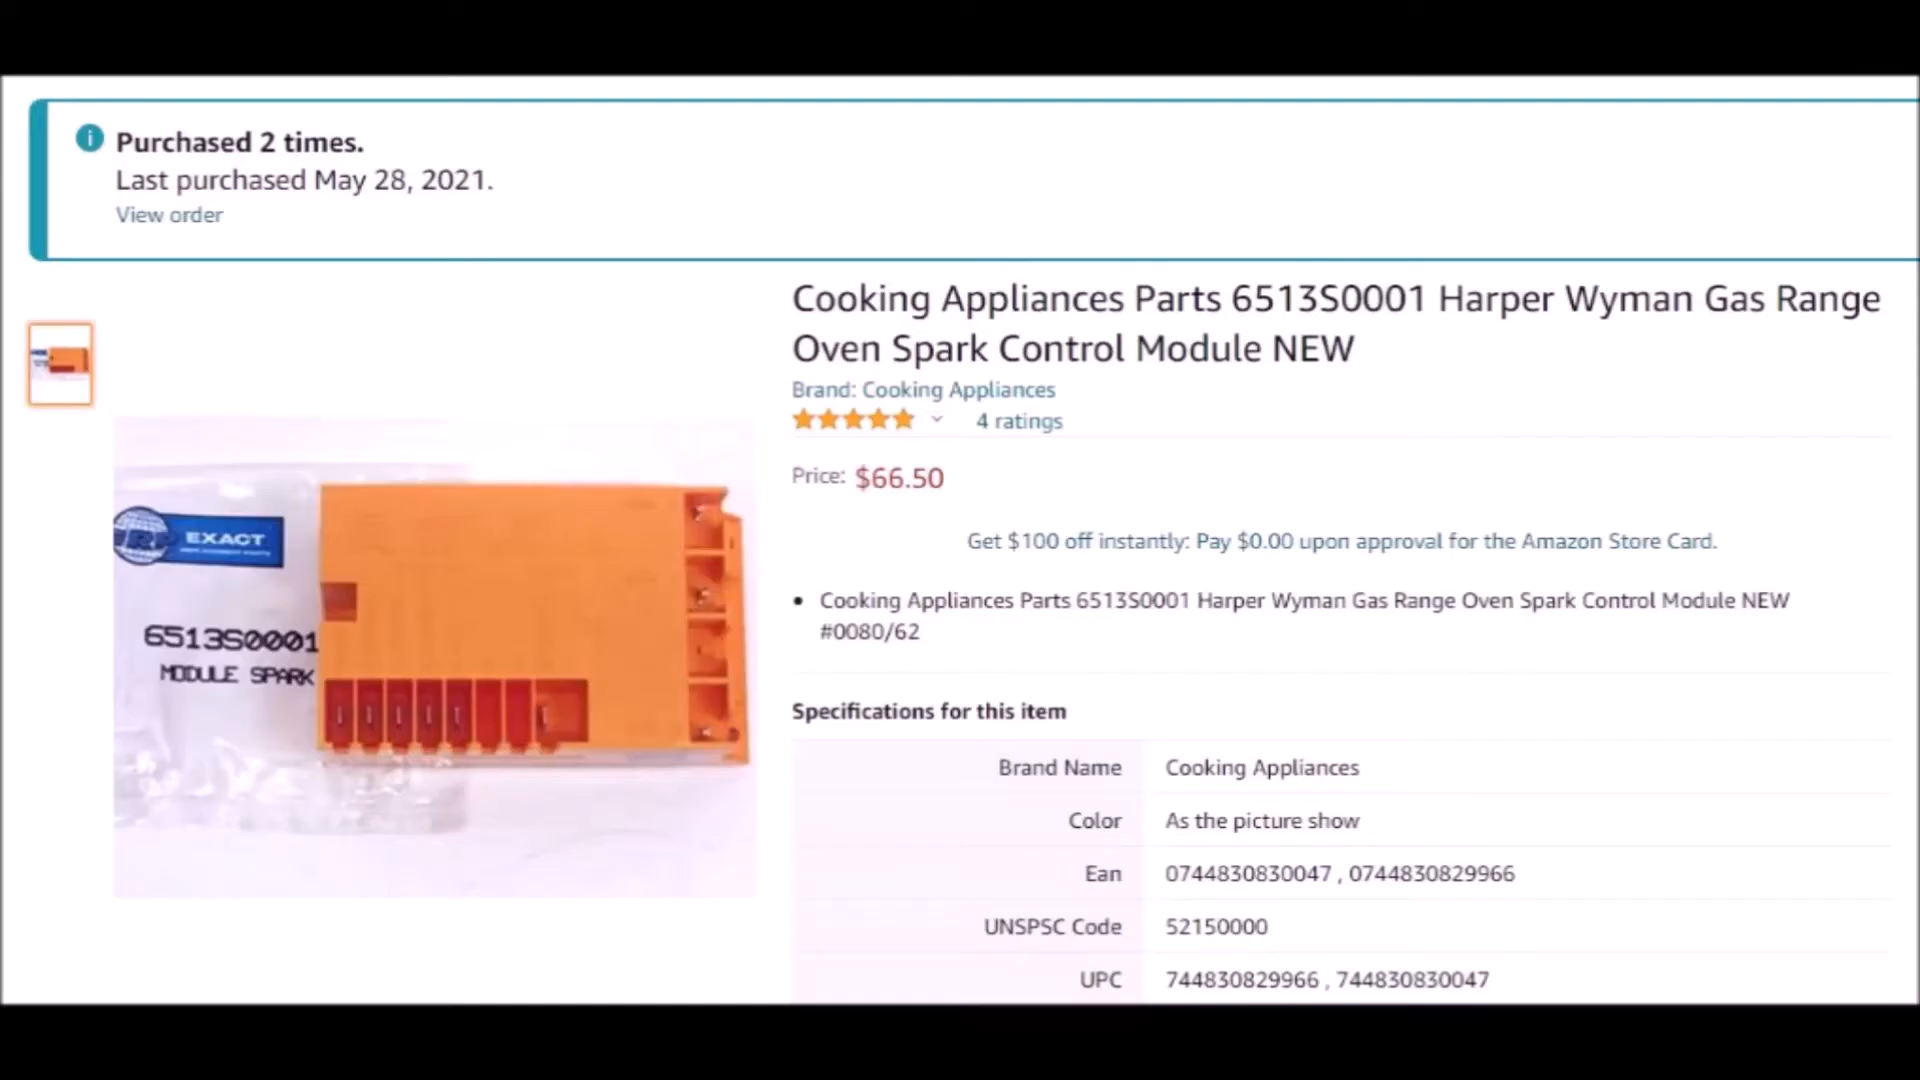 Purchased 2 times.
Last purchased May 28, 2021.
View order
Cooking Appliances Parts 6513S0001 Harper Wyman Gas Range
Oven Spark Control Module NEW
Brand: Cooking Appliances
4 ratings
Price: $66.50
Get $100 off instantly: Pay $0.00 upon approval for the Amazon Store Card.
• Cooking Appliances Parts 6513S0001 Harper Wyman Gas Range Oven Spark Control Module NEW
#0080/62
EXACT
6513S0001
MODULE SPARK
Specifications for this item
Brand Name Cooking Appliances
Color As the picture show
Ean 0744830830047 , 0744830829966
UNSPSC Code 52150000
UPC 744830829966 , 744830830047